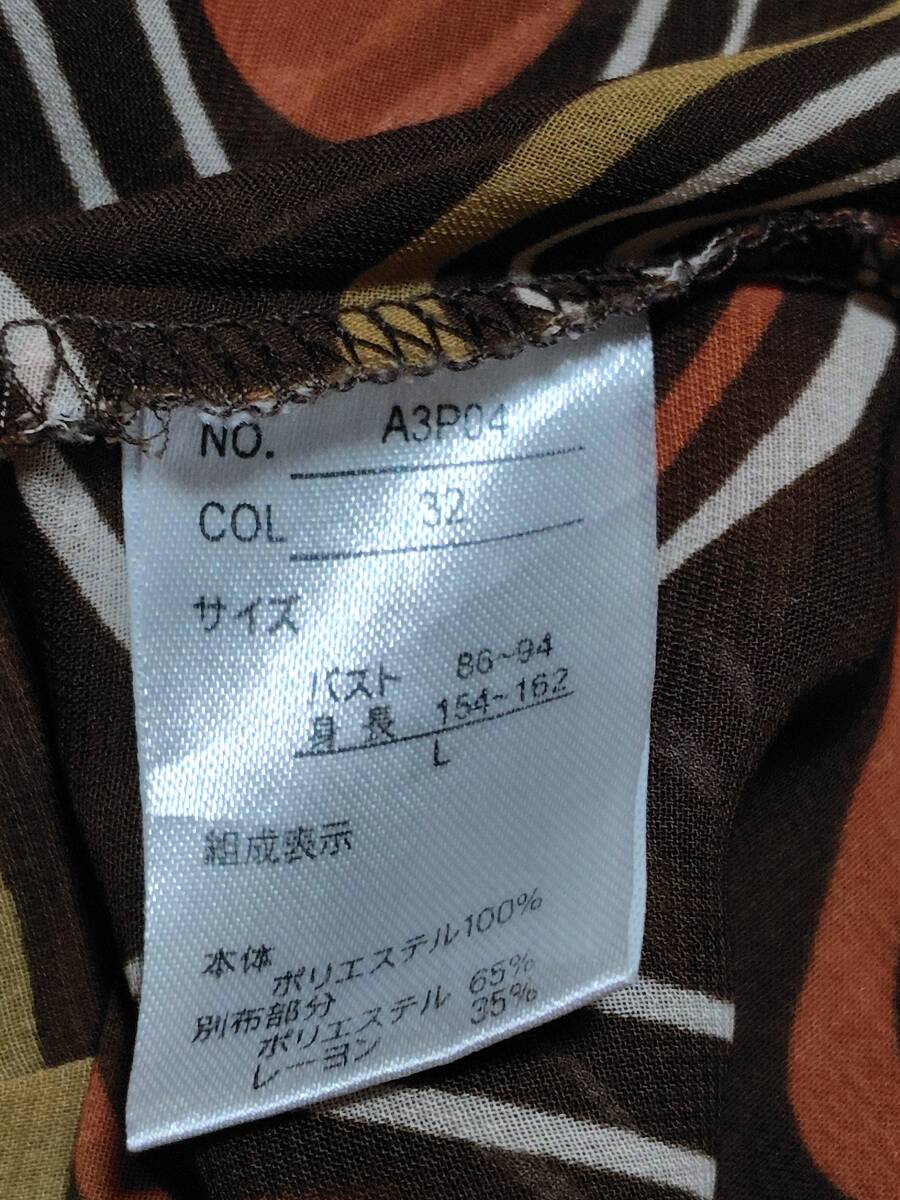 NO. A3P04
COL 32
サイズ
バスト 86~94
身長 154~162
L
組成表示
本体
ポリエステル100%
別布部分
ポリエステル 65%
レーヨン 35%